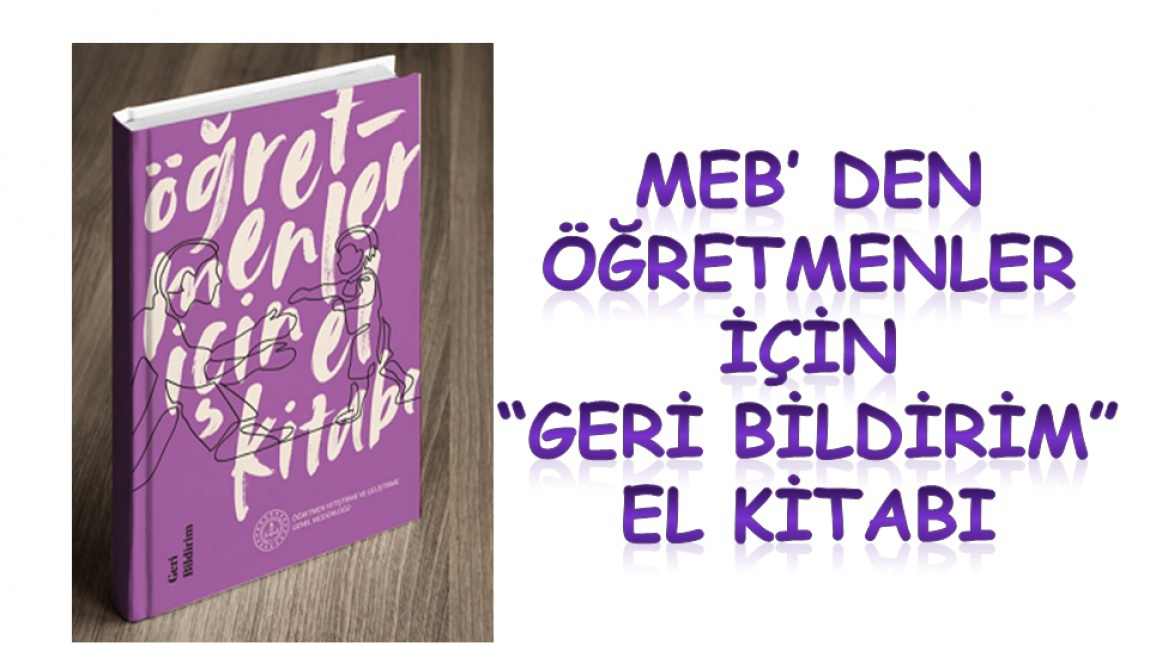 öğret-
menler
için el
kitabı
ÖĞRETMEN YETİŞTİRME VE GELİŞTİRME
GENEL MÜDÜRLÜĞÜ
Geri
Bildirim
MEB’ DEN
ÖĞRETMENLER
İÇİN
“GERİ BİLDİRİM”
EL KİTABI